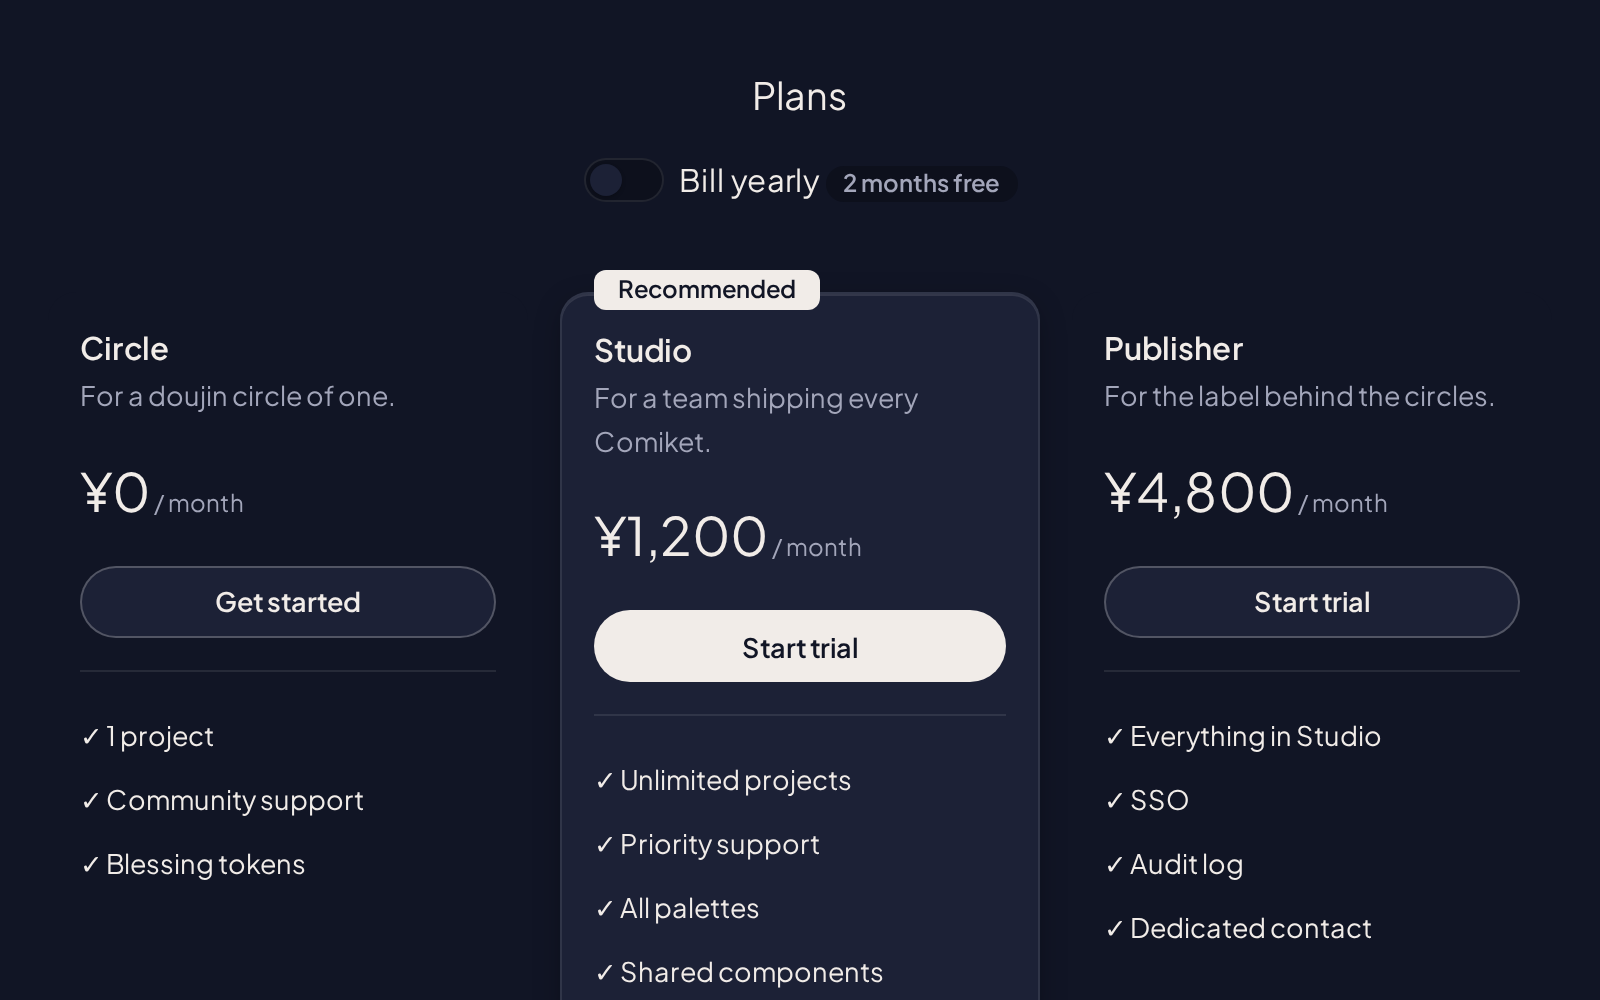 Plans
Bill yearly 2 months free
Circle
For a doujin circle of one.
¥0 / month
Get started
✓ 1 project
✓ Community support
✓ Blessing tokens
Recommended
Studio
For a team shipping every
Comiket.
¥1,200 / month
Start trial
✓ Unlimited projects
✓ Priority support
✓ All palettes
✓ Shared components
Publisher
For the label behind the circles.
¥4,800 / month
Start trial
✓ Everything in Studio
✓ SSO
✓ Audit log
✓ Dedicated contact